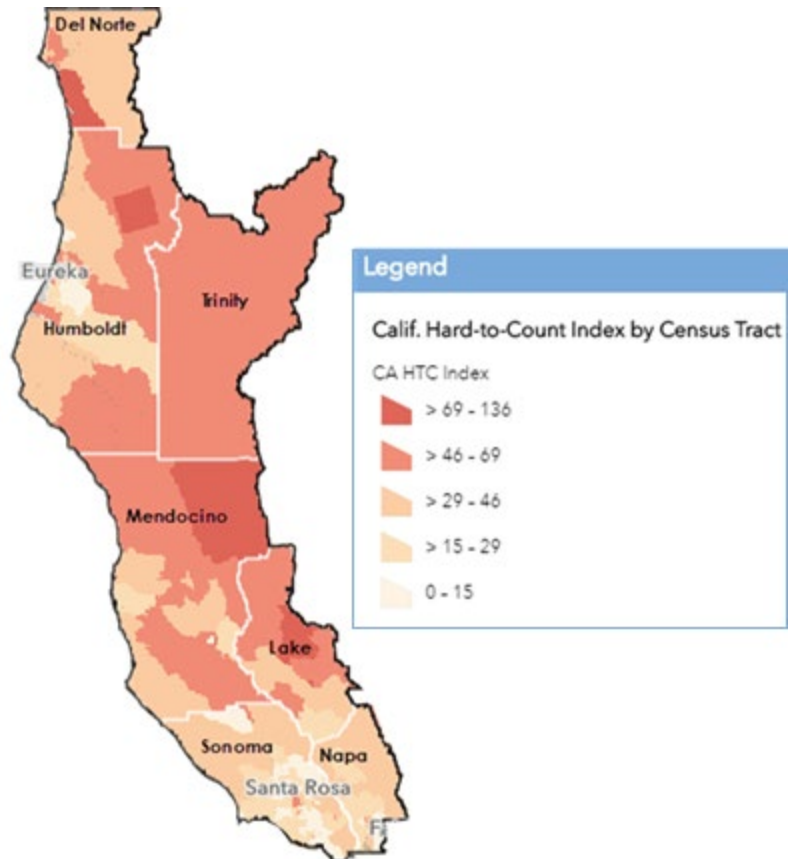 Del Norte
Eureka
Humboldt
Trinity
Mendocino
Lake
Sonoma
Napa
Santa Rosa
Legend
Calif. Hard-to-Count Index by Census Tract
CA HTC Index
> 69 - 136
> 46 - 69
> 29 - 46
> 15 - 29
0 - 15